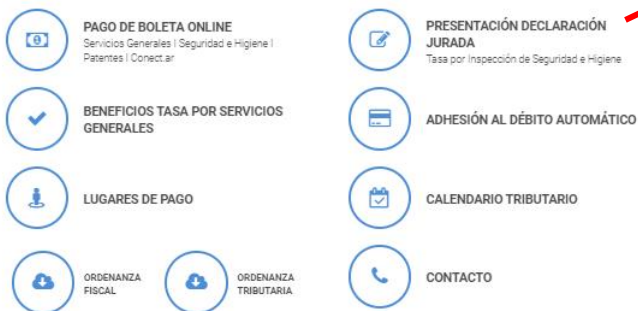 PAGO DE BOLETA ONLINE
Servicios Generales | Seguridad e Higiene |
Patentes | Conect.ar
PRESENTACIÓN DECLARACIÓN
JURADA
Tasa por Inspección de Seguridad e Higiene
BENEFICIOS TASA POR SERVICIOS
GENERALES
ADHESIÓN AL DÉBITO AUTOMÁTICO
LUGARES DE PAGO
CALENDARIO TRIBUTARIO
ORDENANZA
FISCAL
ORDENANZA
TRIBUTARIA
CONTACTO